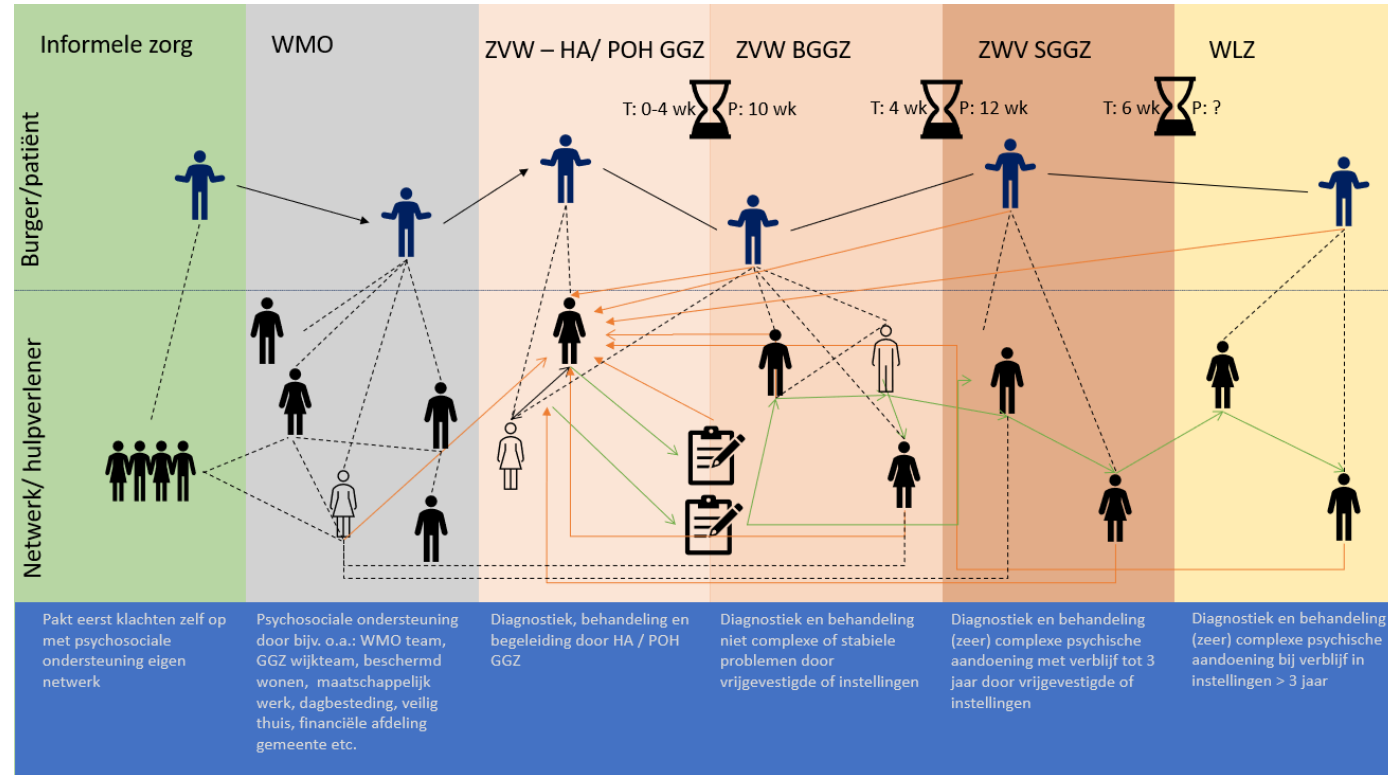 Informele zorg
WMO
ZVW – HA/ POH GGZ
ZVW BGGZ
ZWV SGGZ
WLZ
T: 0-4 wk
P: 10 wk
T: 4 wk
P: 12 wk
T: 6 wk
P: ?
Burger/patiënt
Netwerk/ hulpverlener
Pakt eerst klachten zelf op
met psychosociale
ondersteuning eigen
netwerk
Psychosociale ondersteuning
door bijv. o.a.: WMO team,
GGZ wijkteam, beschermd
wonen, maatschappelijk
werk, dagbesteding, veilig
thuis, financiële afdeling
gemeente etc.
Diagnostiek, behandeling en
begeleiding door HA / POH
GGZ
Diagnostiek en behandeling
niet complexe of stabiele
problemen door
vrijgevestigde of instellingen
Diagnostiek en behandeling
(zeer) complexe psychische
aandoening met verblijf tot 3
jaar door vrijgevestigde of
instellingen
Diagnostiek en behandeling
(zeer) complexe psychische
aandoening bij verblijf in
instellingen > 3 jaar